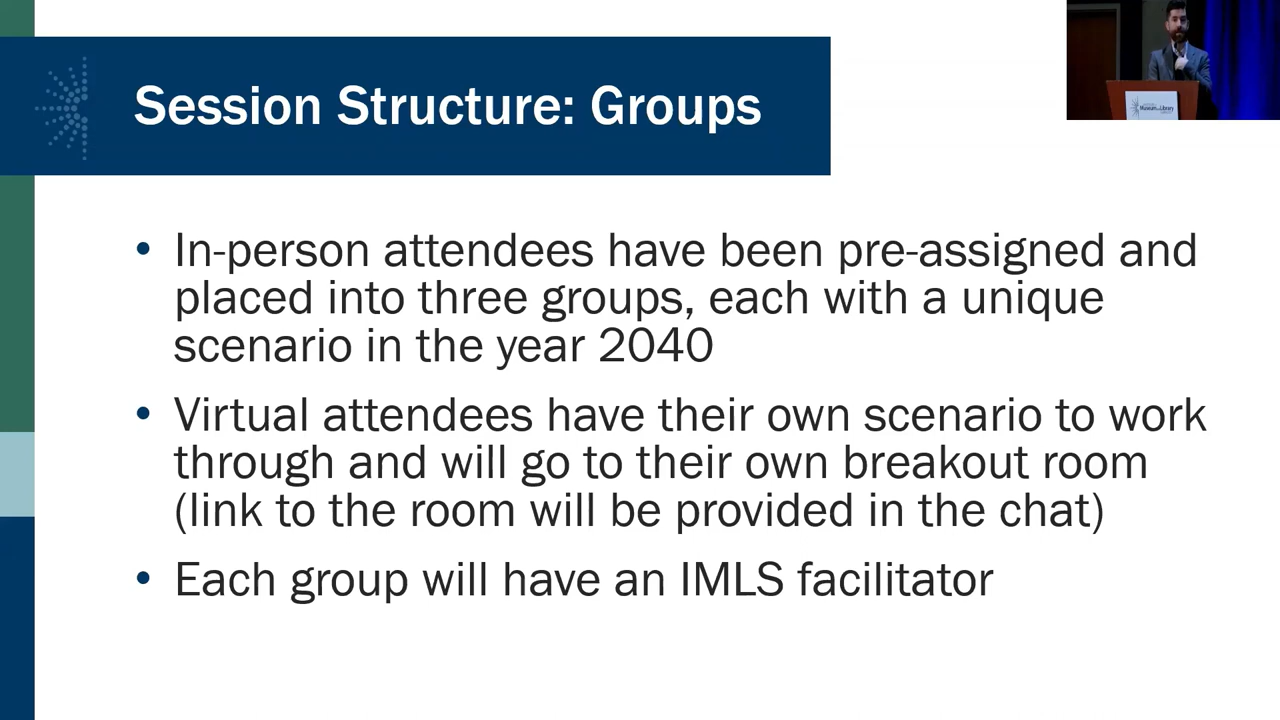 Session Structure: Groups
• In-person attendees have been pre-assigned and
placed into three groups, each with a unique
scenario in the year 2040
• Virtual attendees have their own scenario to work
through and will go to their own breakout room
(link to the room will be provided in the chat)
• Each group will have an IMLS facilitator
Museum and Library